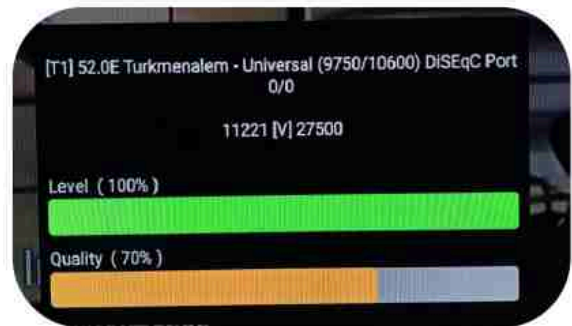 [T1] 52.0E Turkmenalem - Universal (9750/10600) DiSEqC Port
0/0
11221 [V] 27500
Level ( 100% )
Quality ( 70% )